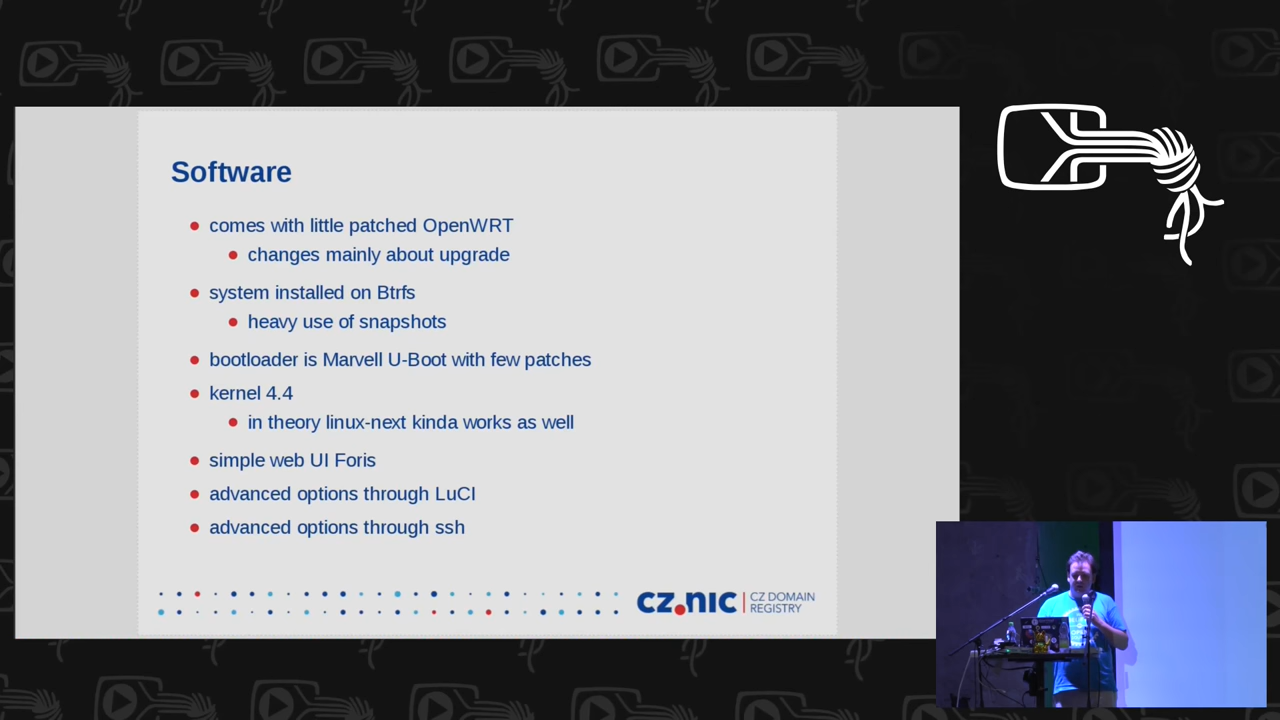 Software
comes with little patched OpenWRT
changes mainly about upgrade
system installed on Btrfs
heavy use of snapshots
bootloader is Marvell U-Boot with few patches
kernel 4.4
in theory linux-next kinda works as well
simple web UI Foris
advanced options through LuCI
advanced options through ssh
cz.nic
CZ DOMAIN
REGISTRY